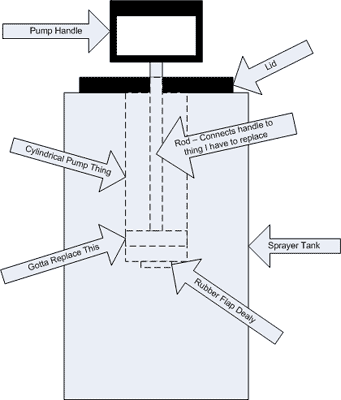 Pump Handle
Lid
Rod – Connects handle to
thing I have to replace
Cylindrical Pump Thing
Sprayer Tank
Gotta Replace This
Rubber Flap Dealy